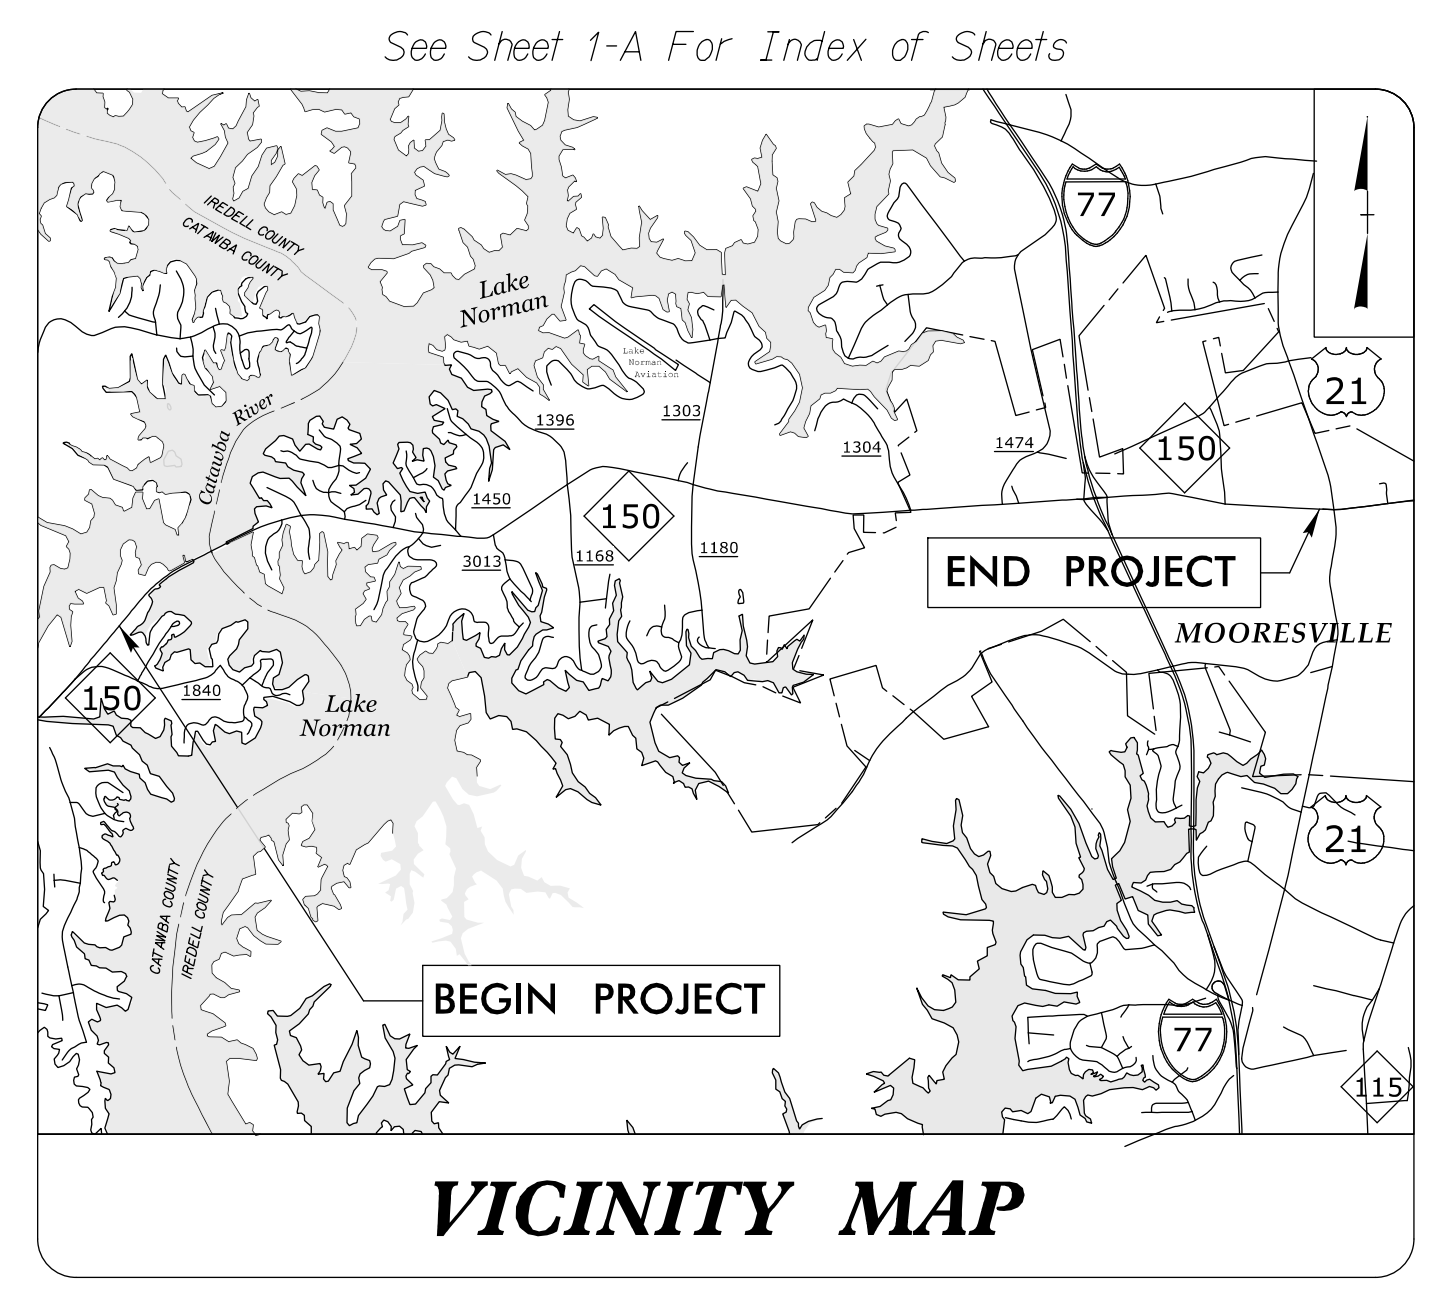 See Sheet 1-A For Index of Sheets
77
IREDELL COUNTY
CATAWBA COUNTY
Lake
Norman
Lake
Norman
Aviation
21
Catawba River
1396
1303
1304
1474
150
1450
150
3013
1168
1180
END PROJECT
MOORESVILLE
150
1840
Lake
Norman
21
CATAWBA COUNTY
IREDELL COUNTY
BEGIN PROJECT
77
115
VICINITY MAP